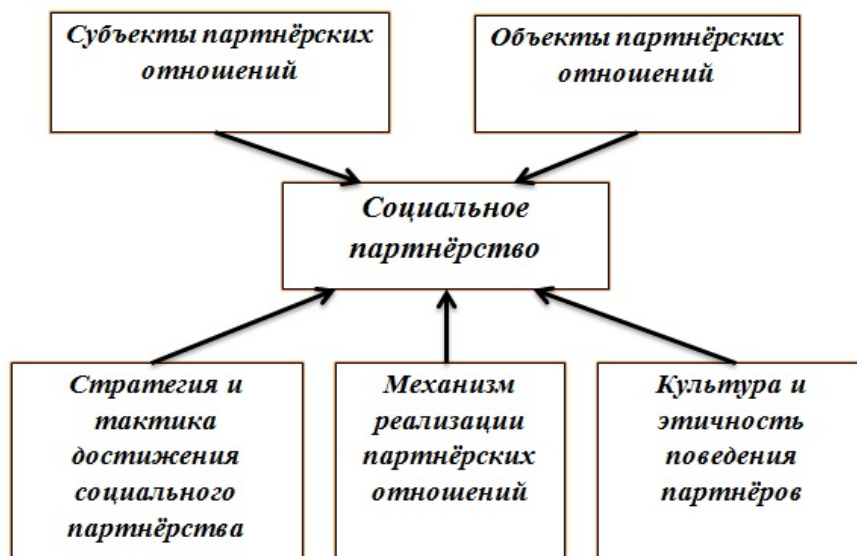 Субъекты партнёрских
отношений
Объекты партнёрских
отношений
Социальное
партнёрство
Стратегия и
тактика
достижения
социального
партнёрства
Механизм
реализации
партнёрских
отношений
Культура и
этичность
поведения
партнёров